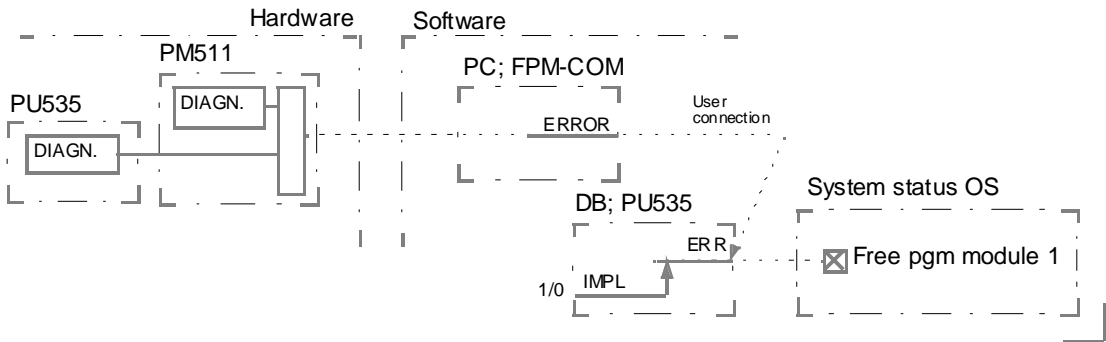 Hardware
Software
PM511
PC; FPM-COM
PU535
DIAGN.
User
connection
ERROR
DIAGN.
System status OS
DB; PU535
ERR
Free pgm module 1
1/0
IMPL